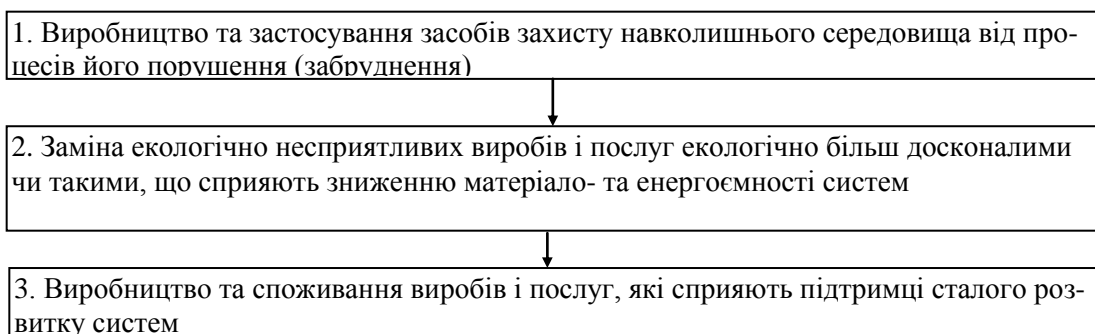 1. Виробництво та застосування засобів захисту навколишнього середовища від про-
цесів його порушення (забруднення)
2. Заміна екологічно несприятливих виробів і послуг екологічно більш досконалими
чи такими, що сприяють зниженню матеріало- та енергоємності систем
3. Виробництво та споживання виробів і послуг, які сприяють підтримці сталого роз-
витку систем